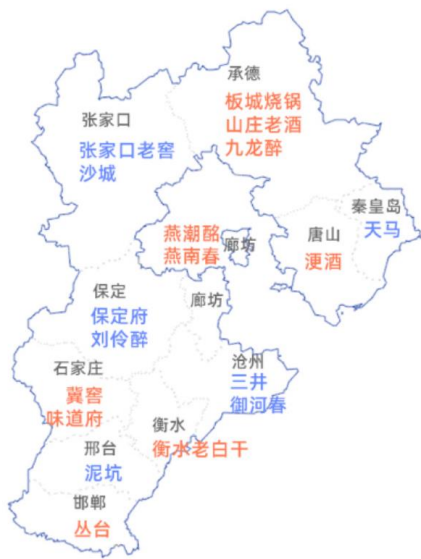 承德
板城烧锅
山庄老酒
九龙醉
张家口
张家口老窖
沙城
秦皇岛
天马
唐山
浭酒
燕潮酩
燕南春
廊坊
廊坊
保定
保定府
刘伶醉
石家庄
冀窖
味道府
沧州
三井
御河春
衡水
衡水老白干
邢台
泥坑
邯郸
丛台